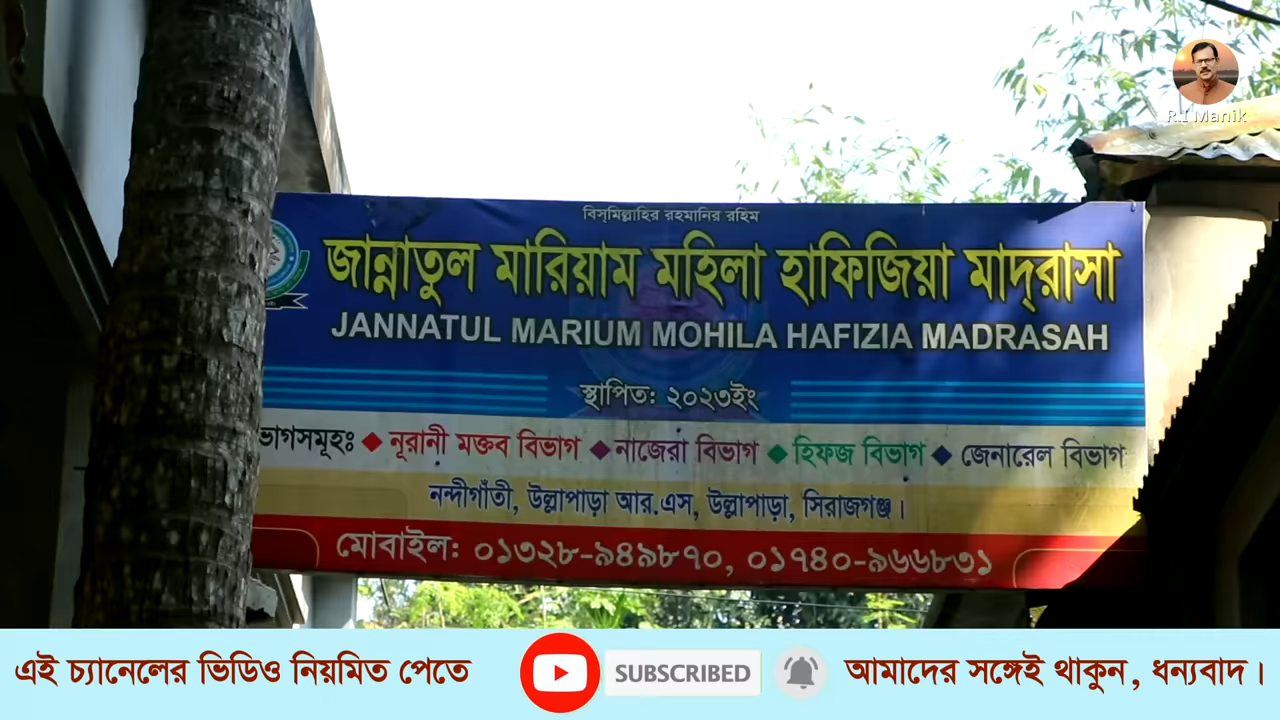 R.I Manik
বিস্‌মিল্লাহির রহমানির রহিম
জান্নাতুল মারিয়াম মহিলা হাফিজিয়া মাদ্‌রাসা
JANNATUL MARIUM MOHILA HAFIZIA MADRASAH
স্থাপিত: ২০২৩ইং
ভাগসমূহঃ ◆ নূরানী মক্তব বিভাগ ◆ নাজেরা বিভাগ ◆ হিফজ বিভাগ ◆ জেনারেল বিভাগ
নন্দীগাঁতী, উল্লাপাড়া আর.এস, উল্লাপাড়া, সিরাজগঞ্জ।
মোবাইল: ০১৩২৮-৯৪৯৮৭০, ০১৭৪০-৯৬৬৮৩১
এই চ্যানেলের ভিডিও নিয়মিত পেতে SUBSCRIBED আমাদের সঙ্গেই থাকুন, ধন্যবাদ।